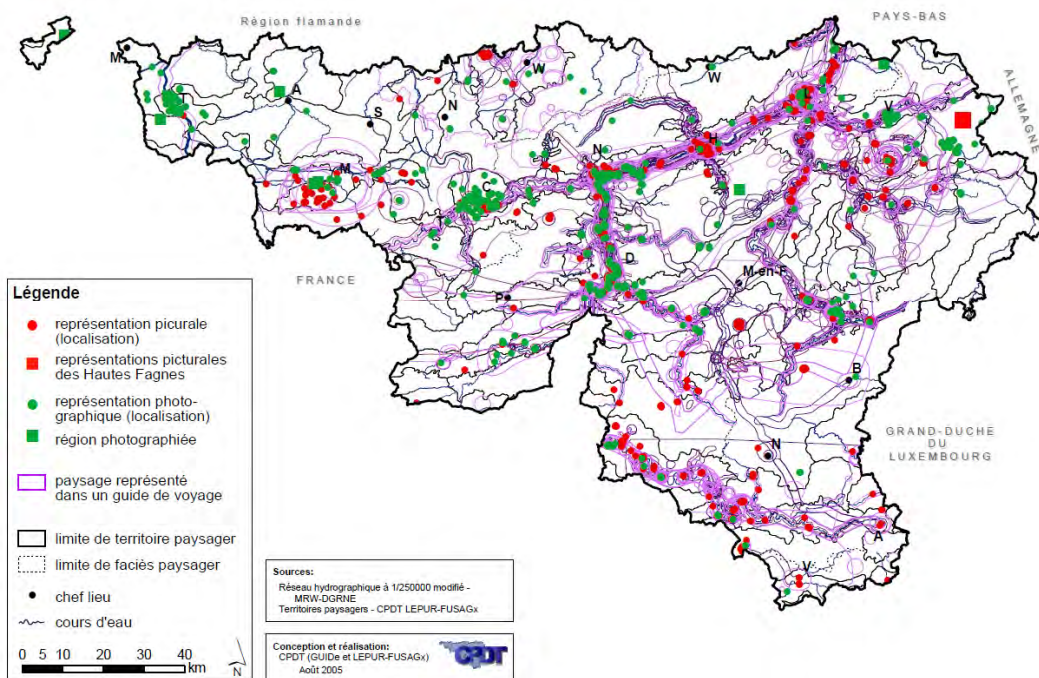 Région flamande
PAYS-BAS
ALLEMAGNE
M
W
W
T
A
S
N
L
V
H
N
M
C
T
D
M-en-F
FRANCE
P
B
GRAND-DUCHE
DU
LUXEMBOURG
N
A
V
Légende
représentation picurale
(localisation)
représentations picturales
des Hautes Fagnes
représentation photo-
graphique (localisation)
région photographiée
paysage représenté
dans un guide de voyage
limite de territoire paysager
limite de faciès paysager
chef lieu
cours d'eau
0 5 10 20 30 40
km
N
Sources:
Réseau hydrographique à 1/250000 modifié -
MRW-DGRNE
Territoires paysagers - CPDT LEPUR-FUSAGx
Conception et réalisation:
CPDT (GUIDe et LEPUR-FUSAGx)
Août 2005
CPDT